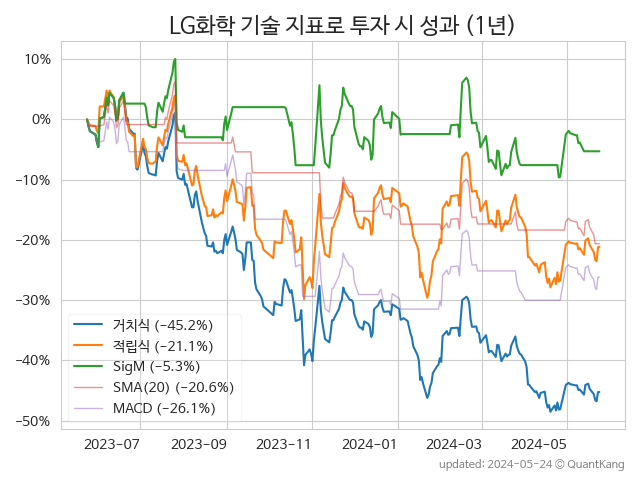 LG화학 기술 지표로 투자 시 성과 (1년)
10%
0%
−10%
−20%
−30%
−40%
−50%
거치식 (−45.2%)
적립식 (−21.1%)
SigM (−5.3%)
SMA(20) (−20.6%)
MACD (−26.1%)
2023−07
2023−09
2023−11
2024−01
2024−03
2024−05
updated: 2024−05−24 © QuantKang